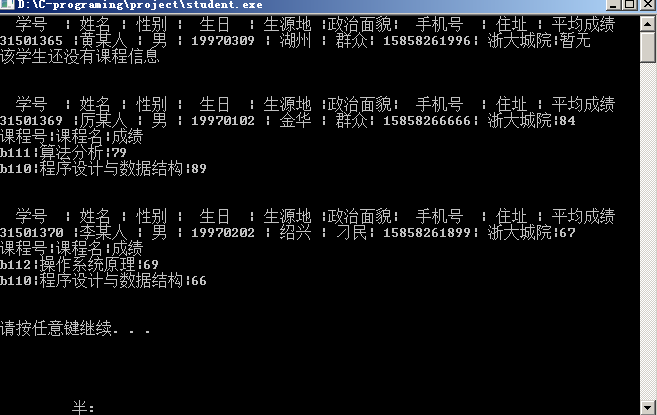 D:\C-programing\project\student.exe
学号 ¦ 姓名 ¦ 性别 ¦ 生日 ¦ 生源地 ¦政治面貌¦ 手机号 ¦ 住址 ¦ 平均成绩
31501365 ¦黄某人 ¦ 男 ¦ 19970309 ¦ 湖州 ¦ 群众¦ 15858261996¦ 浙大城院¦暂无
该学生还没有课程信息
学号 ¦ 姓名 ¦ 性别 ¦ 生日 ¦ 生源地 ¦政治面貌¦ 手机号 ¦ 住址 ¦ 平均成绩
31501369 ¦厉某人 ¦ 男 ¦ 19970102 ¦ 金华 ¦ 群众¦ 15858266666¦ 浙大城院¦84
课程号¦课程名¦成绩
b111¦算法分析¦79
b110¦程序设计与数据结构¦89
学号 ¦ 姓名 ¦ 性别 ¦ 生日 ¦ 生源地 ¦政治面貌¦ 手机号 ¦ 住址 ¦ 平均成绩
31501370 ¦李某人 ¦ 男 ¦ 19970202 ¦ 绍兴 ¦ 刁民¦ 15858261899¦ 浙大城院¦67
课程号¦课程名¦成绩
b112¦操作系统原理¦69
b110¦程序设计与数据结构¦66
请按任意键继续. . .
半: